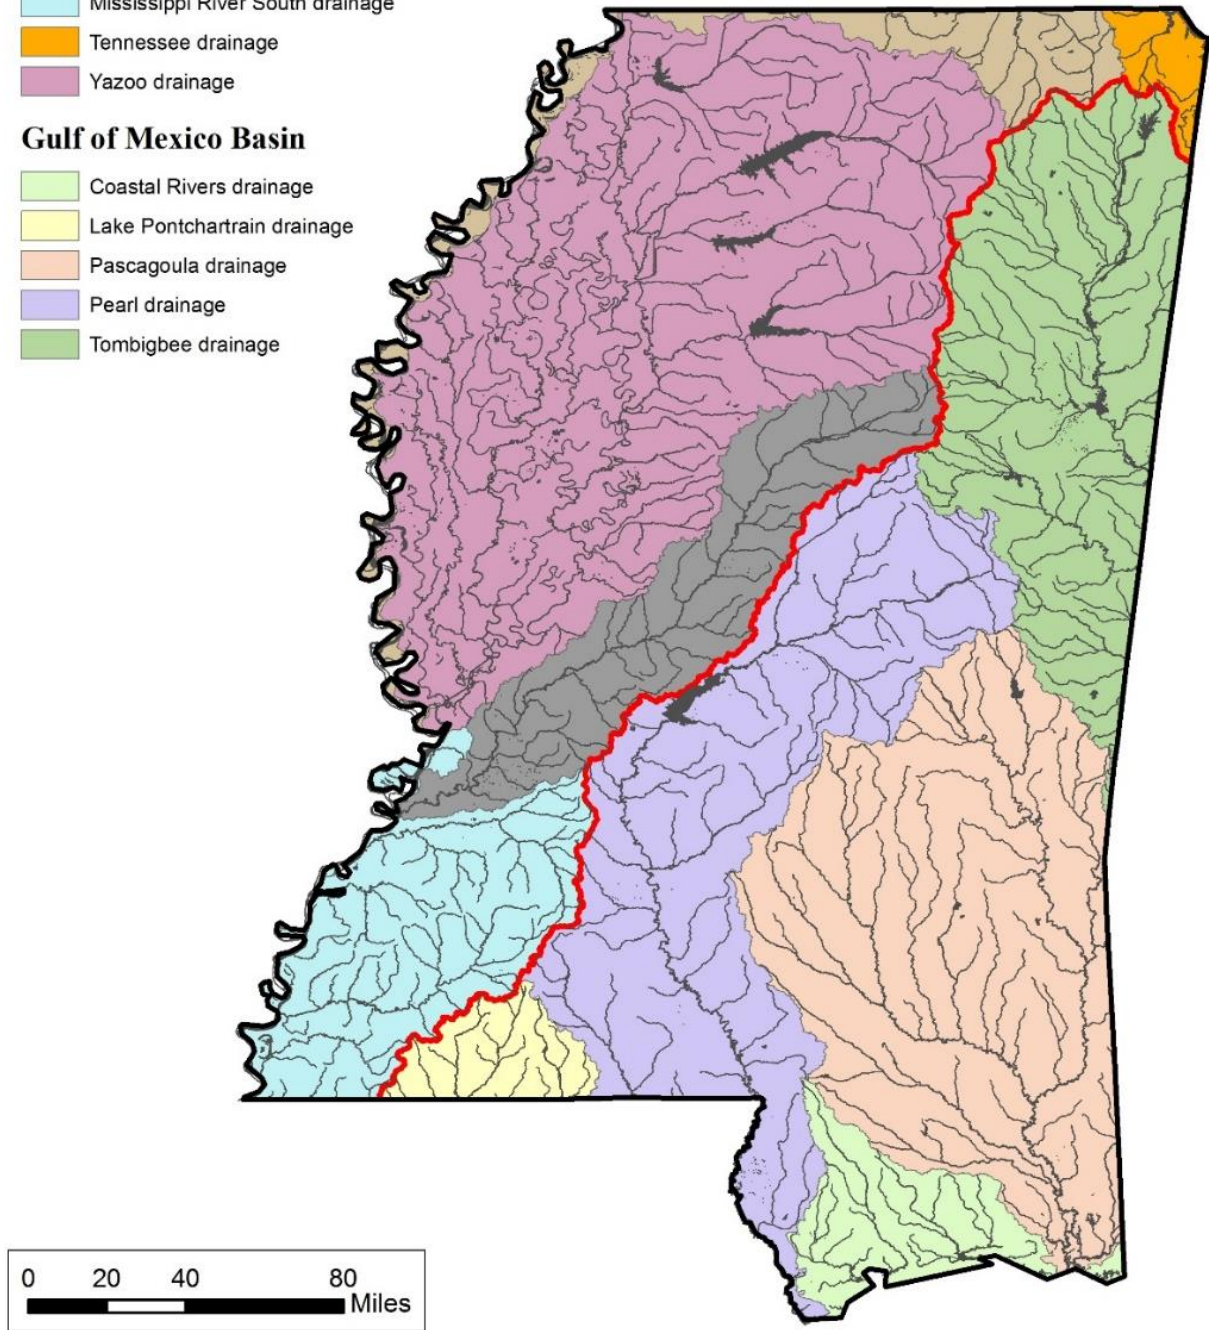 Mississippi River South drainage
Tennessee drainage
Yazoo drainage
Gulf of Mexico Basin
Coastal Rivers drainage
Lake Pontchartrain drainage
Pascagoula drainage
Pearl drainage
Tombigbee drainage
0 20 40 80
Miles